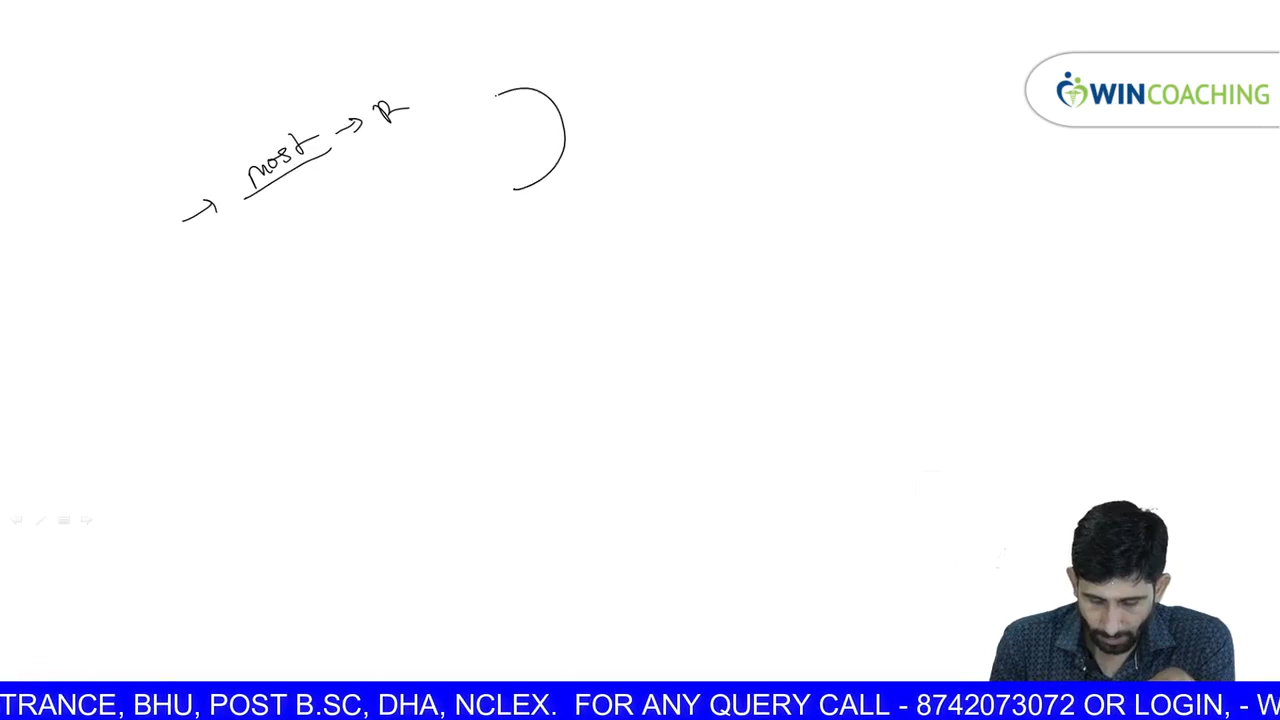 → most → R
WINCOACHING
TRANCE, BHU, POST B.SC, DHA, NCLEX. FOR ANY QUERY CALL - 8742073072 OR LOGIN, - W